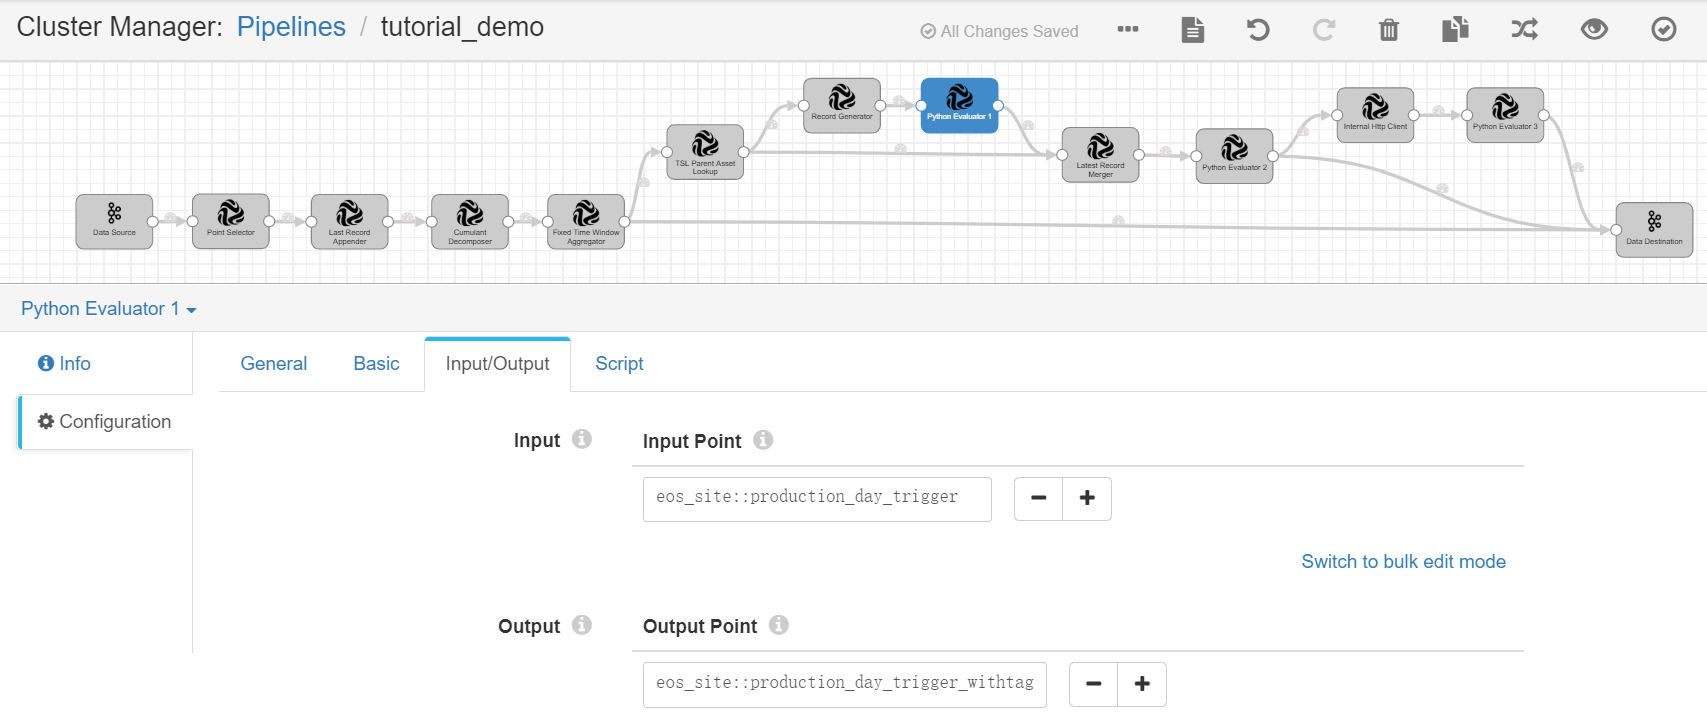 Cluster Manager: Pipelines / tutorial_demo
All Changes Saved
Record Generator
Python Evaluator 1
Internal Http Client
Python Evaluator 3
TSL Parent Asset
Lookup
Latest Record
Merger
Python Evaluator 2
Data Source
Point Selector
Last Record
Appender
Cumulant
Decomposer
Fixed Time Window
Aggregator
Data Destination
Python Evaluator 1
Info
General
Basic
Input/Output
Script
Configuration
Input
Input Point
eos_site::production_day_trigger
Switch to bulk edit mode
Output
Output Point
eos_site::production_day_trigger_withtag